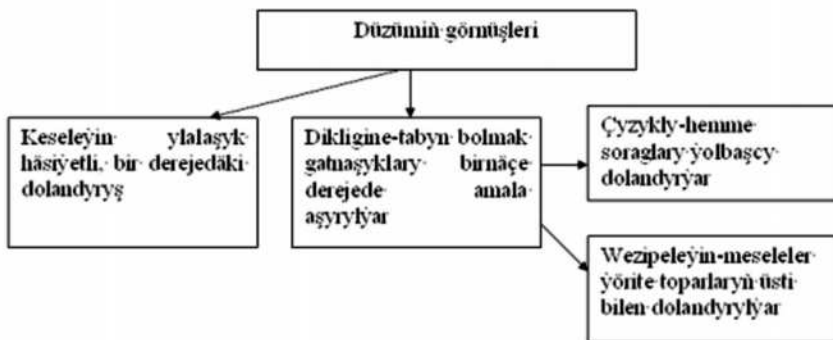 Düzümiň görnüşleri
Keseleýin ylalaşyk
häsiýetli, bir derejedäki
dolandyryş
Dikligine-tabyn bolmak
gatnaşyklary birnäçe
derejede amala
aşyrylýar
Çyzykly-hemme
soraglary ýolbaşcy
dolandyrýar
Wezipeleýin-meseleler
ýörite toparlaryň üsti
bilen dolandyrylýar